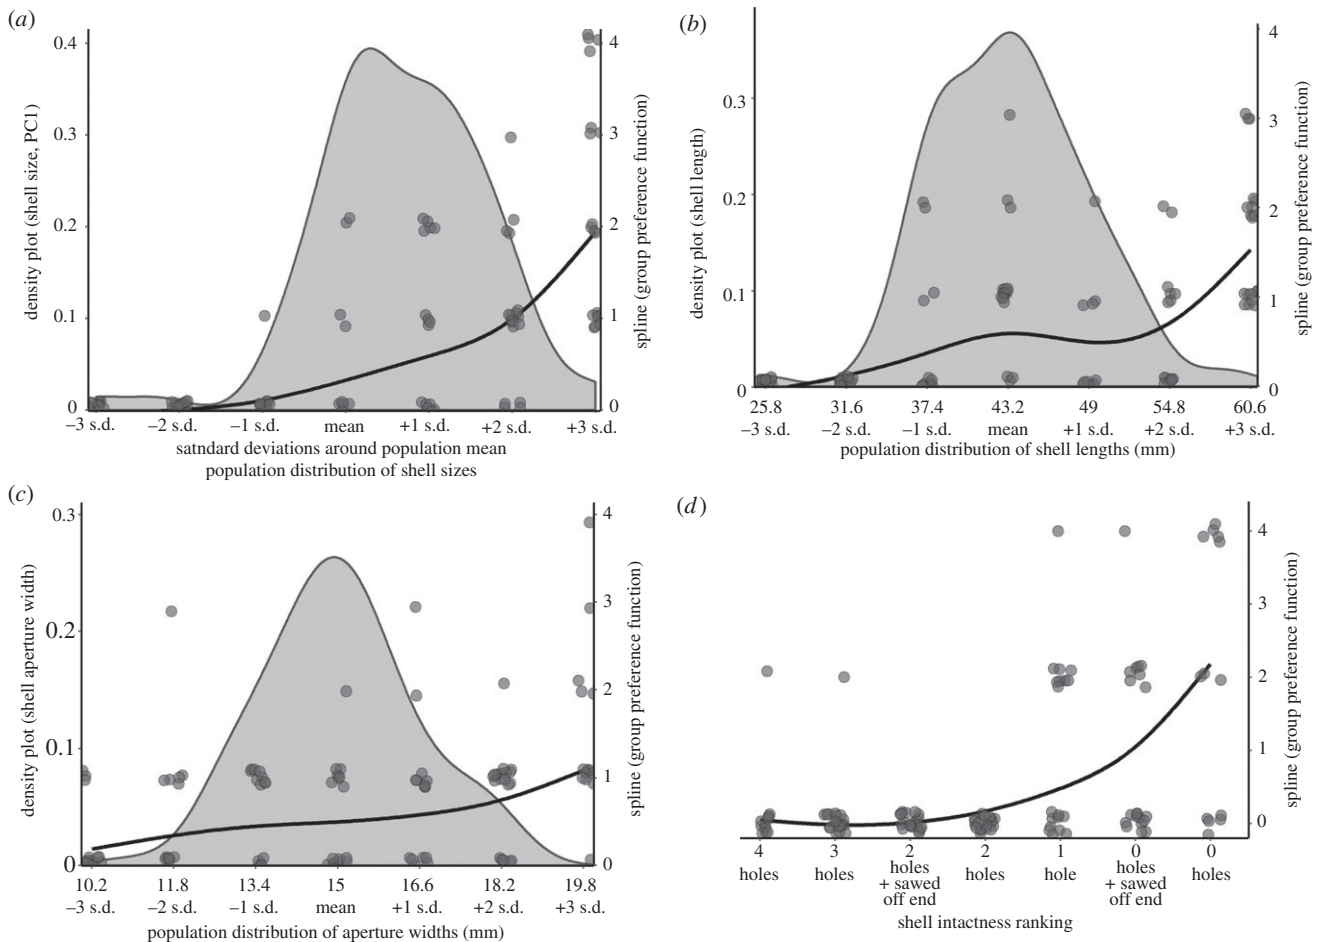 (a)
0.4
0.3
0.2
0.1
0
density plot (shell size, PC1)
4
3
2
1
0
spline (group preference function)
–3 s.d. –2 s.d. –1 s.d. mean +1 s.d. +2 s.d. +3 s.d.
satndard deviations around population mean
population distribution of shell sizes
(b)
0.3
0.2
0.1
0
density plot (shell length)
4
3
2
1
0
spline (group preference function)
25.8 31.6 37.4 43.2 49 54.8 60.6
–3 s.d. –2 s.d. –1 s.d. mean +1 s.d. +2 s.d. +3 s.d.
population distribution of shell lengths (mm)
(c)
0.3
0.2
0.1
0
density plot (shell aperture width)
4
3
2
1
0
spline (group preference function)
10.2 11.8 13.4 15 16.6 18.2 19.8
–3 s.d. –2 s.d. –1 s.d. mean +1 s.d. +2 s.d. +3 s.d.
population distribution of aperture widths (mm)
(d)
4
3
2
1
0
spline (group preference function)
4 3 2 2 1 0 0
holes holes holes holes hole holes holes
+ sawed + sawed
off end off end
shell intactness ranking